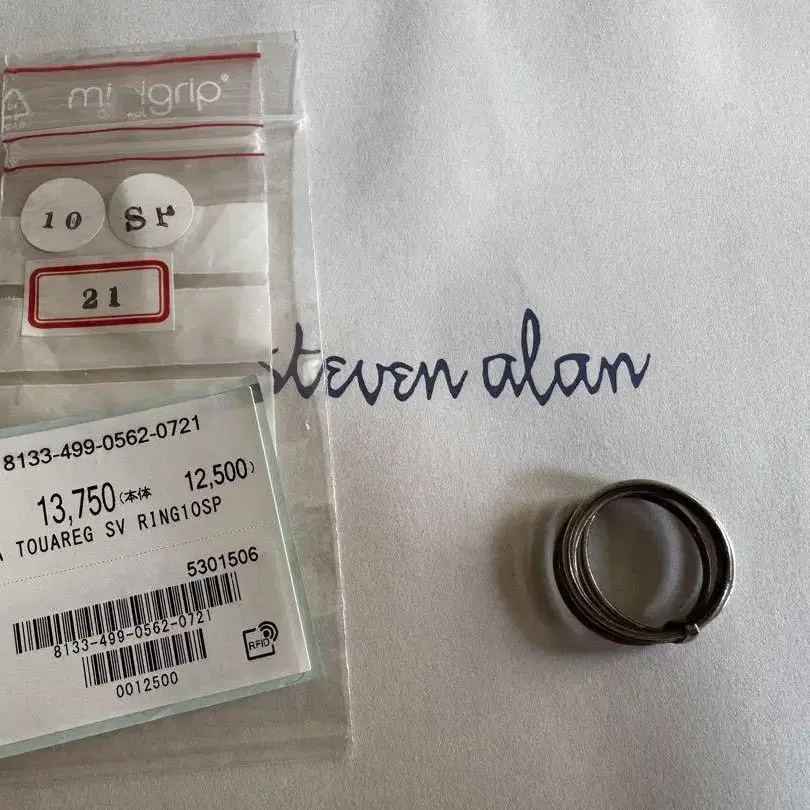 minigrip®
10 SP
21
steven alan
8133-499-0562-0721
13,750(本体 12,500)
TOUAREG SV RING10SP
5301506
8133-499-0562-0721
RFID
0012500